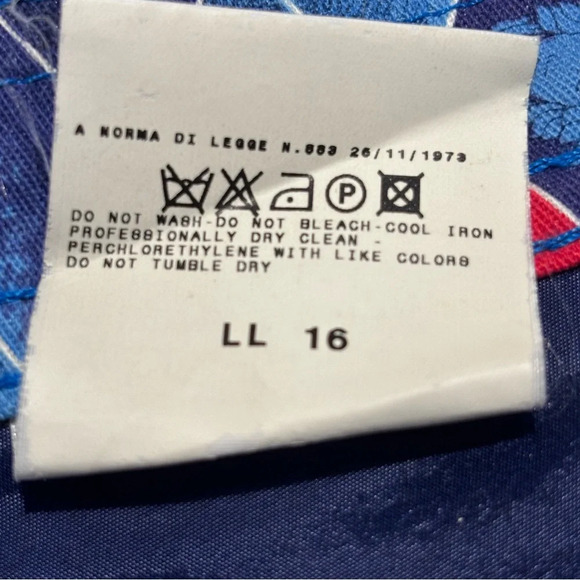 A NORMA DI LEGGE N.883 26/11/1973
P
DO NOT WASH-DO NOT BLEACH-COOL IRON
PROFESSIONALLY DRY CLEAN -
PERCHLORETHYLENE WITH LIKE COLORS
DO NOT TUMBLE DRY
LL 16